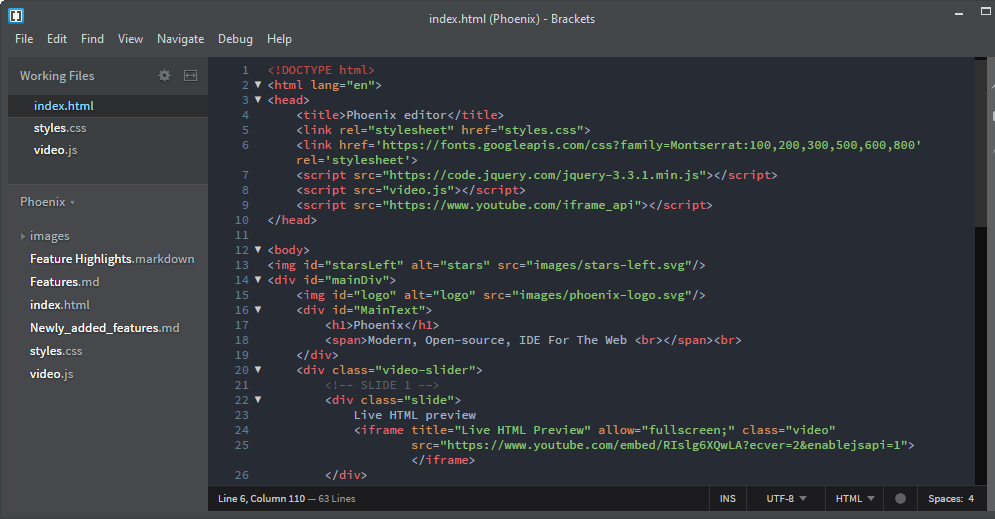 index.html (Phoenix) - Brackets
File Edit Find View Navigate Debug Help
Working Files
index.html
styles.css
video.js
Phoenix
images
Feature Highlights.markdown
Features.md
index.html
Newly_added_features.md
styles.css
video.js
1 <!DOCTYPE html>
2 <html lang="en">
3 <head>
4 <title>Phoenix editor</title>
5 <link rel="stylesheet" href="styles.css">
6 <link href='https://fonts.googleapis.com/css?family=Montserrat:100,200,300,500,600,800'
rel='stylesheet'>
7 <script src="https://code.jquery.com/jquery-3.3.1.min.js"></script>
8 <script src="video.js"></script>
9 <script src="https://www.youtube.com/iframe_api"></script>
10 </head>
11
12 <body>
13 <img id="starsLeft" alt="stars" src="images/stars-left.svg"/>
14 <div id="mainDiv">
15 <img id="logo" alt="logo" src="images/phoenix-logo.svg"/>
16 <div id="MainText">
17 <h1>Phoenix</h1>
18 <span>Modern, Open-source, IDE For The Web <br></span><br>
19 </div>
20 <div class="video-slider">
21 <!-- SLIDE 1 -->
22 <div class="slide">
23 Live HTML preview
24 <iframe title="Live HTML Preview" allow="fullscreen;" class="video"
25 src="https://www.youtube.com/embed/RIslg6XQwLA?ecver=2&enablejsapi=1">
</iframe>
26 </div>
Line 6, Column 110 — 63 Lines
INS UTF-8 HTML Spaces: 4